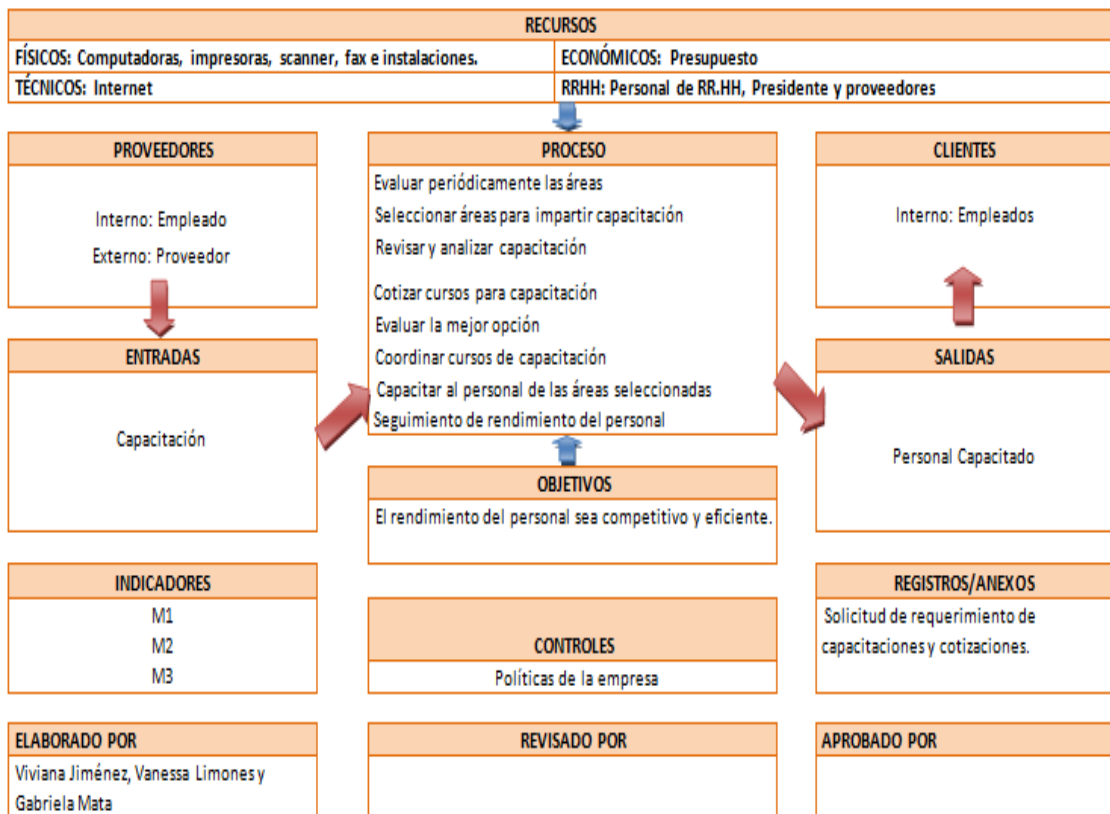 RECURSOS
FÍSICOS: Computadoras, impresoras, scanner, fax e instalaciones.
ECONÓMICOS: Presupuesto
TÉCNICOS: Internet
RRHH: Personal de RR.HH, Presidente y proveedores
PROVEEDORES
Interno: Empleado
Externo: Proveedor
PROCESO
Evaluar periódicamente las áreas
Seleccionar áreas para impartir capacitación
Revisar y analizar capacitación
Cotizar cursos para capacitación
Evaluar la mejor opción
Coordinar cursos de capacitación
Capacitar al personal de las áreas seleccionadas
Seguimiento de rendimiento del personal
CLIENTES
Interno: Empleados
ENTRADAS
Capacitación
SALIDAS
Personal Capacitado
OBJETIVOS
El rendimiento del personal sea competitivo y eficiente.
INDICADORES
M1
M2
M3
CONTROLES
Políticas de la empresa
REGISTROS/ANEXOS
Solicitud de requerimiento de
capacitaciones y cotizaciones.
ELABORADO POR
Viviana Jiménez, Vanessa Limones y
Gabriela Mata
REVISADO POR
APROBADO POR